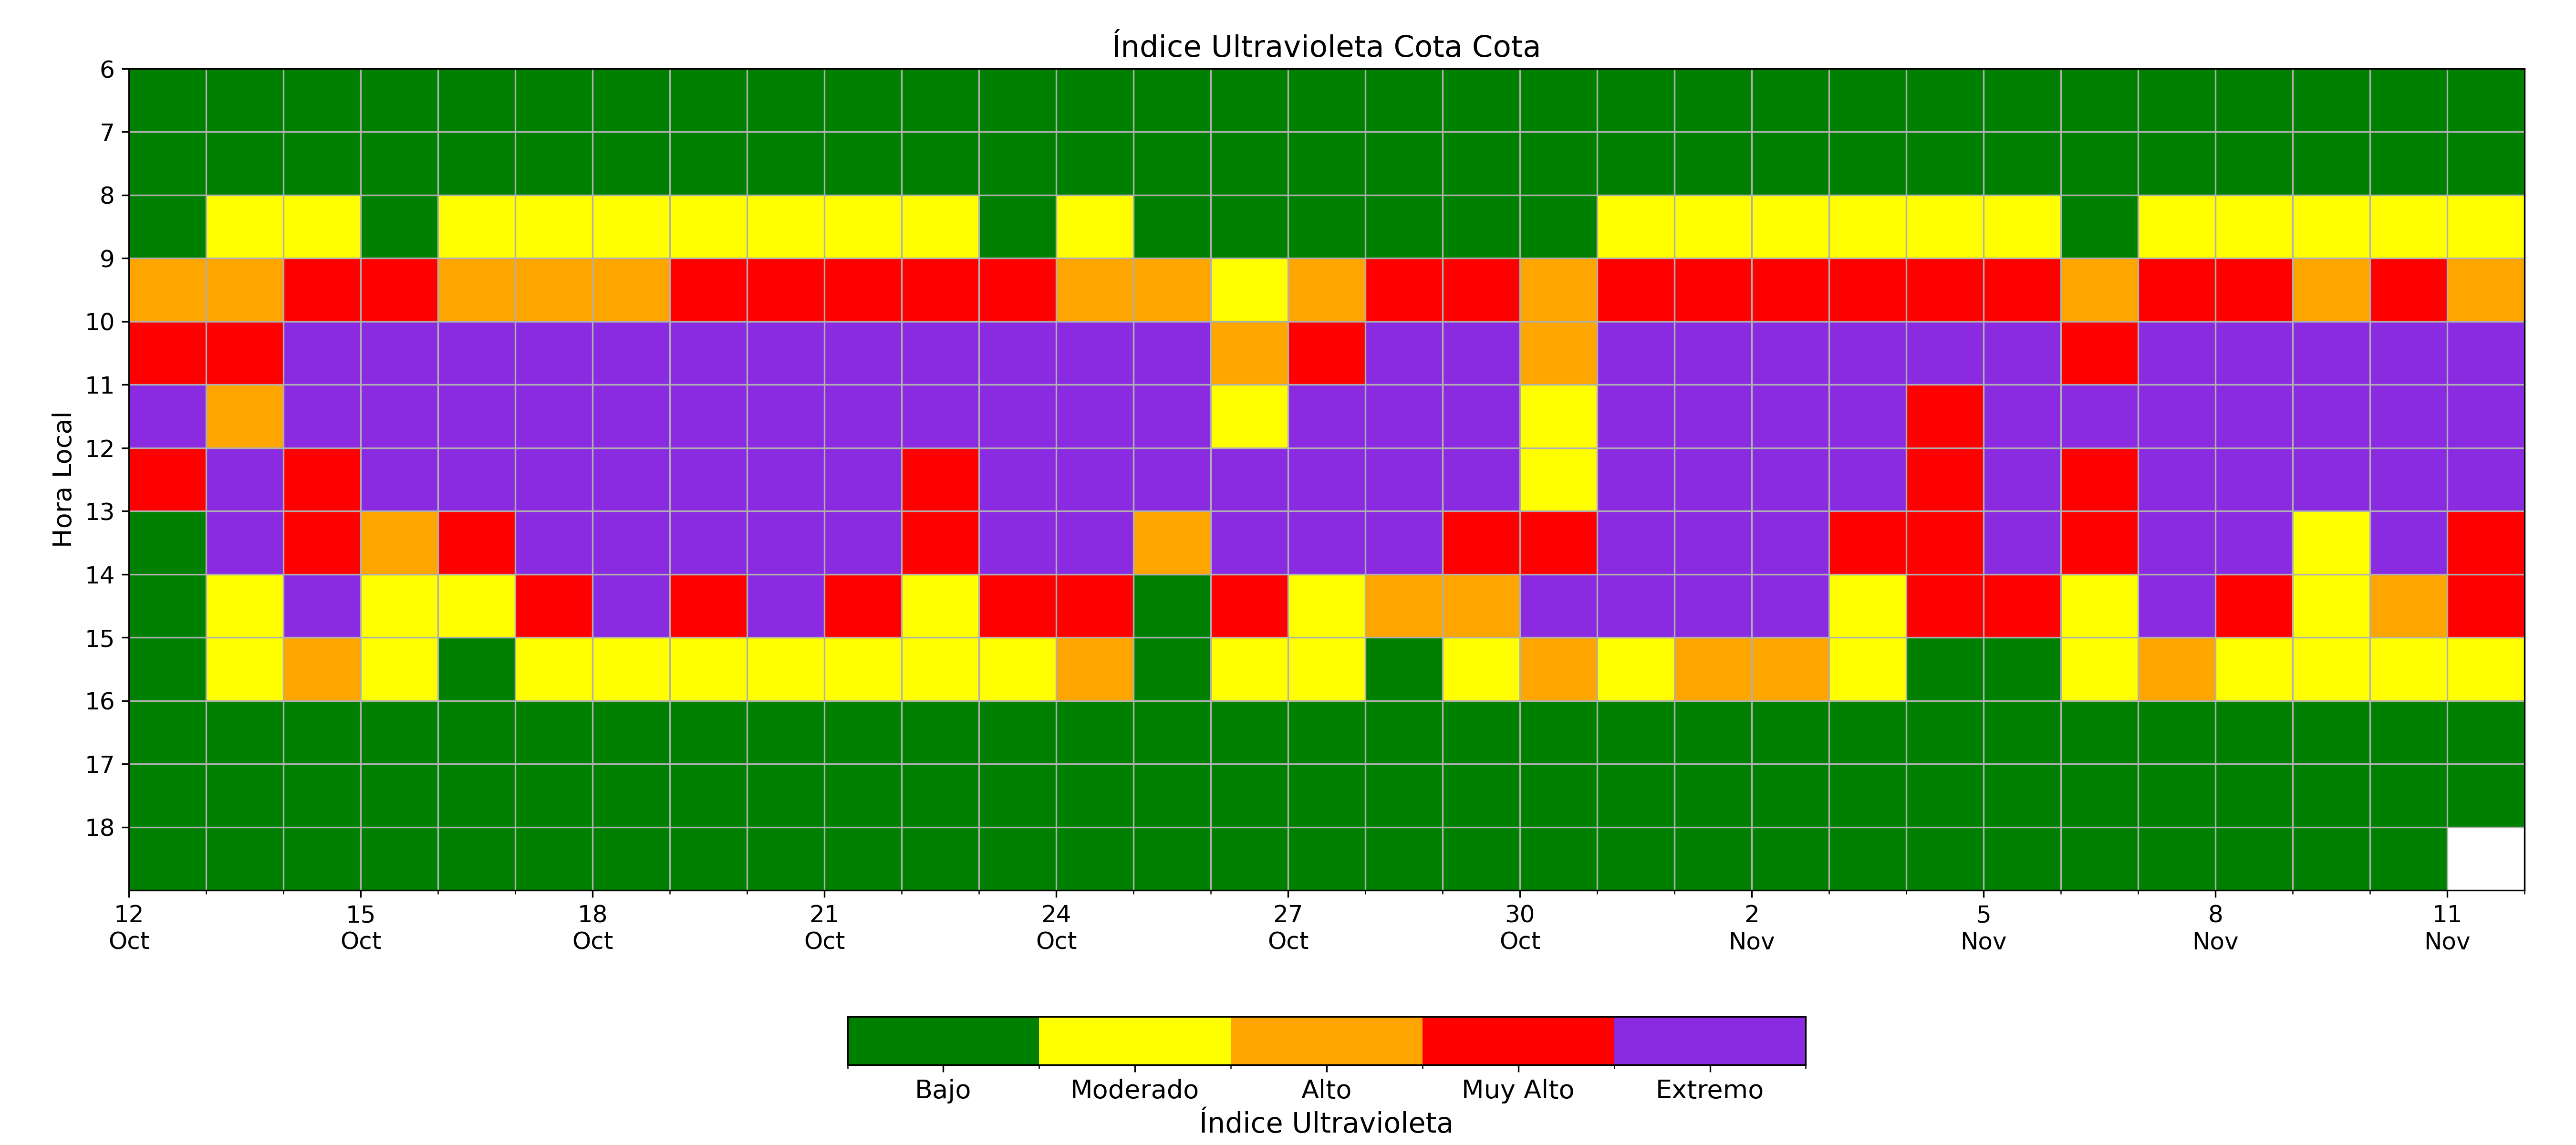 Índice Ultravioleta Cota Cota
Hora Local
6
7
8
9
10
11
12
13
14
15
16
17
18
12 15 18 21 24 27 30 2 5 8 11
Oct Oct Oct Oct Oct Oct Oct Nov Nov Nov Nov
Bajo Moderado Alto Muy Alto Extremo
Índice Ultravioleta